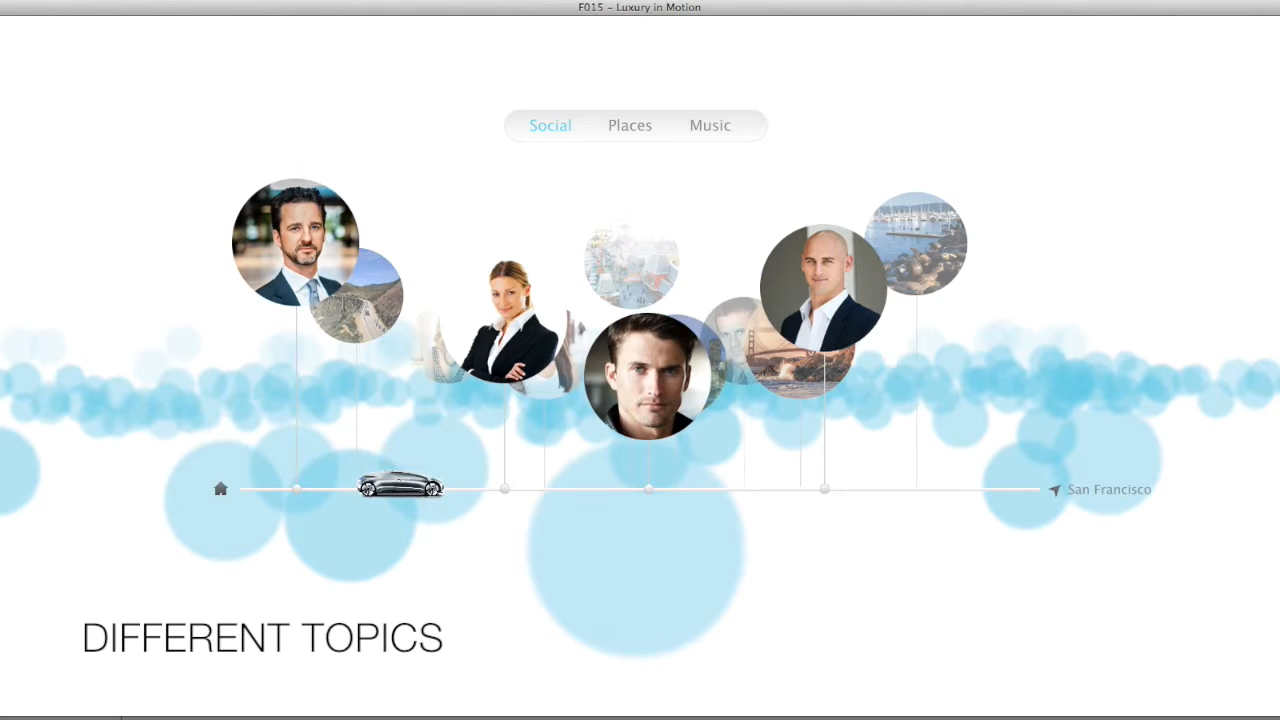 F015 - Luxury in Motion
Social Places Music
San Francisco
DIFFERENT TOPICS